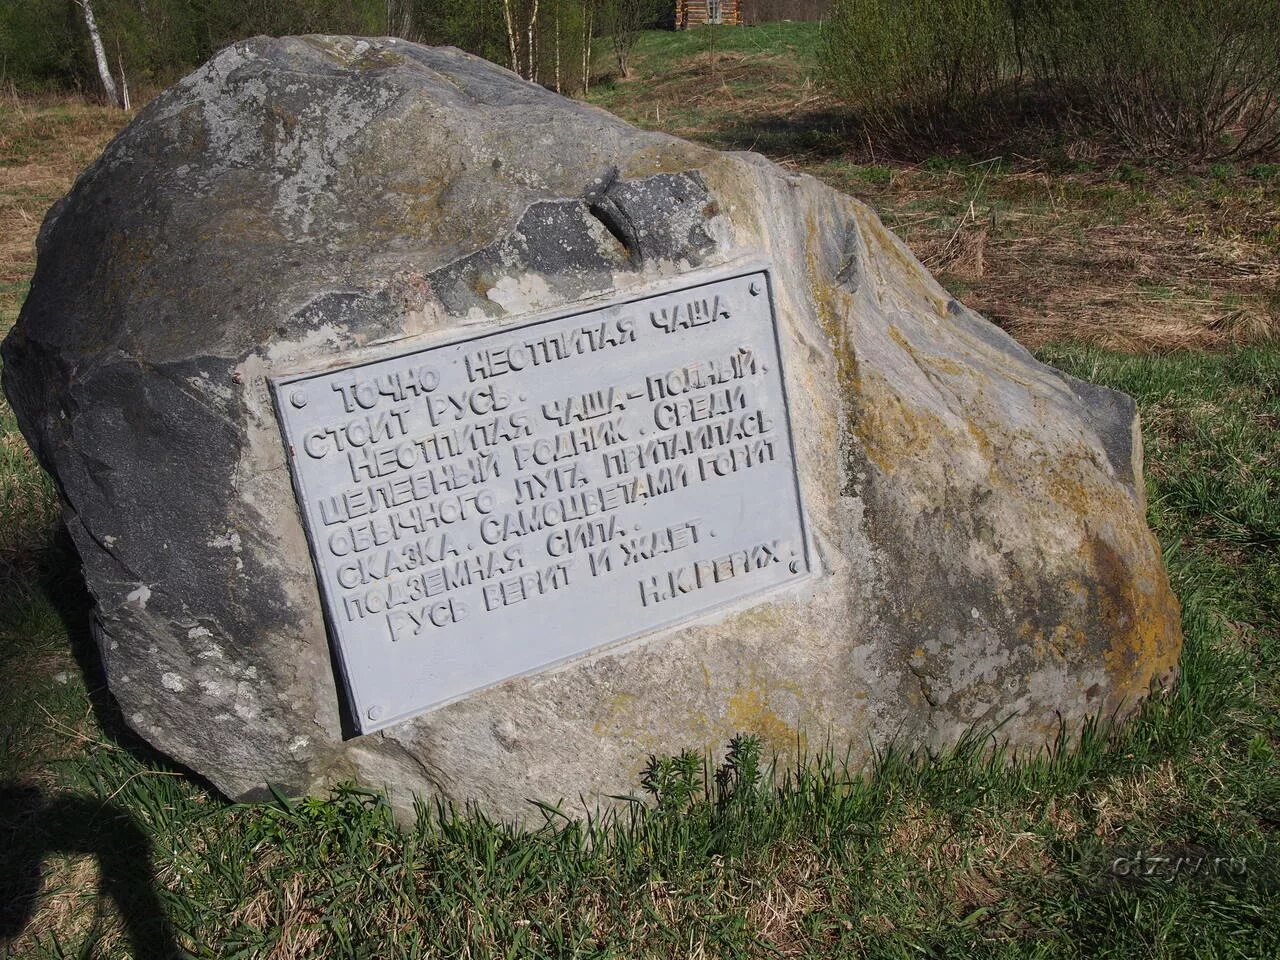 ТОЧНО НЕОТПИТАЯ ЧАША
СТОИТ РУСЬ.
НЕОТПИТАЯ ЧАША-ПОЛНЫЙ,
ЦЕЛЕБНЫЙ РОДНИК. СРЕДИ
ОБЫЧНОГО ЛУГА ПРИТАИЛАСЬ
СКАЗКА. САМОЦВЕТАМИ ГОРИТ
ПОДЗЕМНАЯ СИЛА.
РУСЬ ВЕРИТ И ЖДЕТ.
Н.К.РЕРИХ.
otzyv.ru